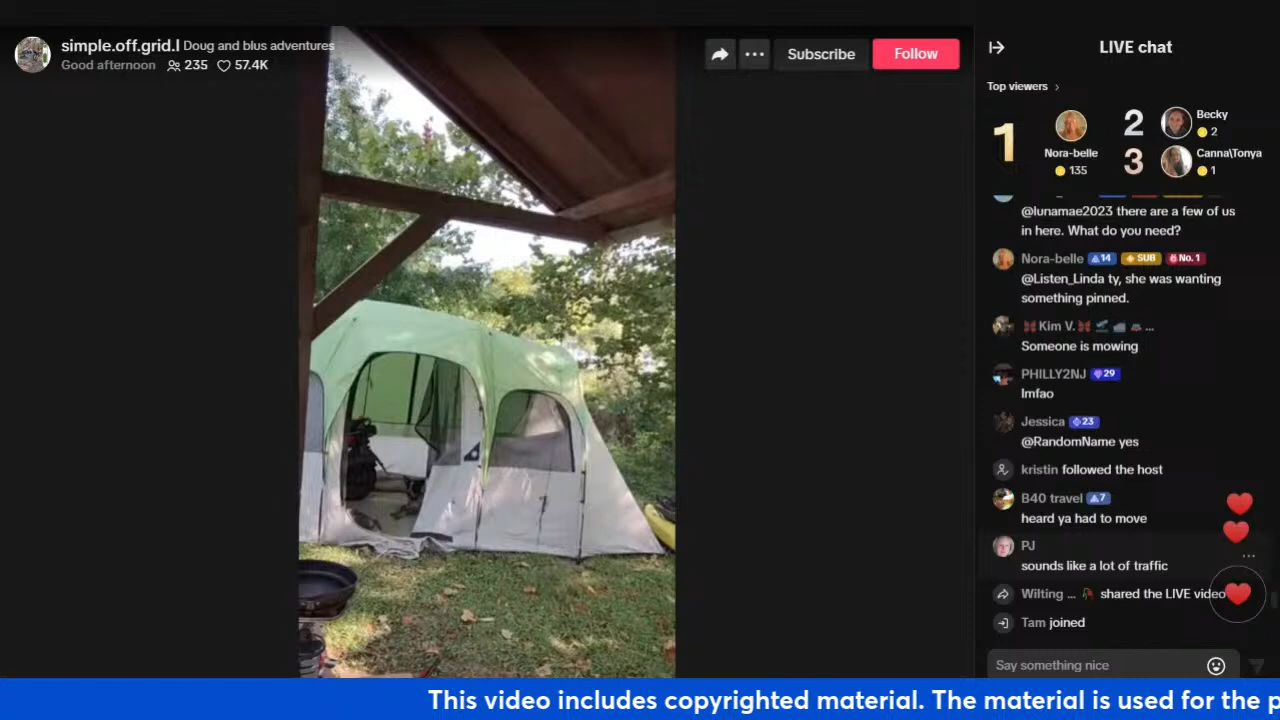 simple.off.grid.l Doug and blus adventures
Good afternoon 235 57.4K
Subscribe
Follow
LIVE chat
Top viewers
1
Nora-belle
135
2
Becky
2
3
Canna\Tonya
1
@lunamae2023 there are a few of us
in here. What do you need?
Nora-belle 14 SUB No. 1
@Listen_Linda ty, she was wanting
something pinned.
Kim V. ...
Someone is mowing
PHILLY2NJ 29
lmfao
Jessica 23
@RandomName yes
kristin followed the host
B40 travel 7
heard ya had to move
PJ
sounds like a lot of traffic
Wilting ... shared the LIVE video
Tam joined
Say something nice
This video includes copyrighted material. The material is used for the p